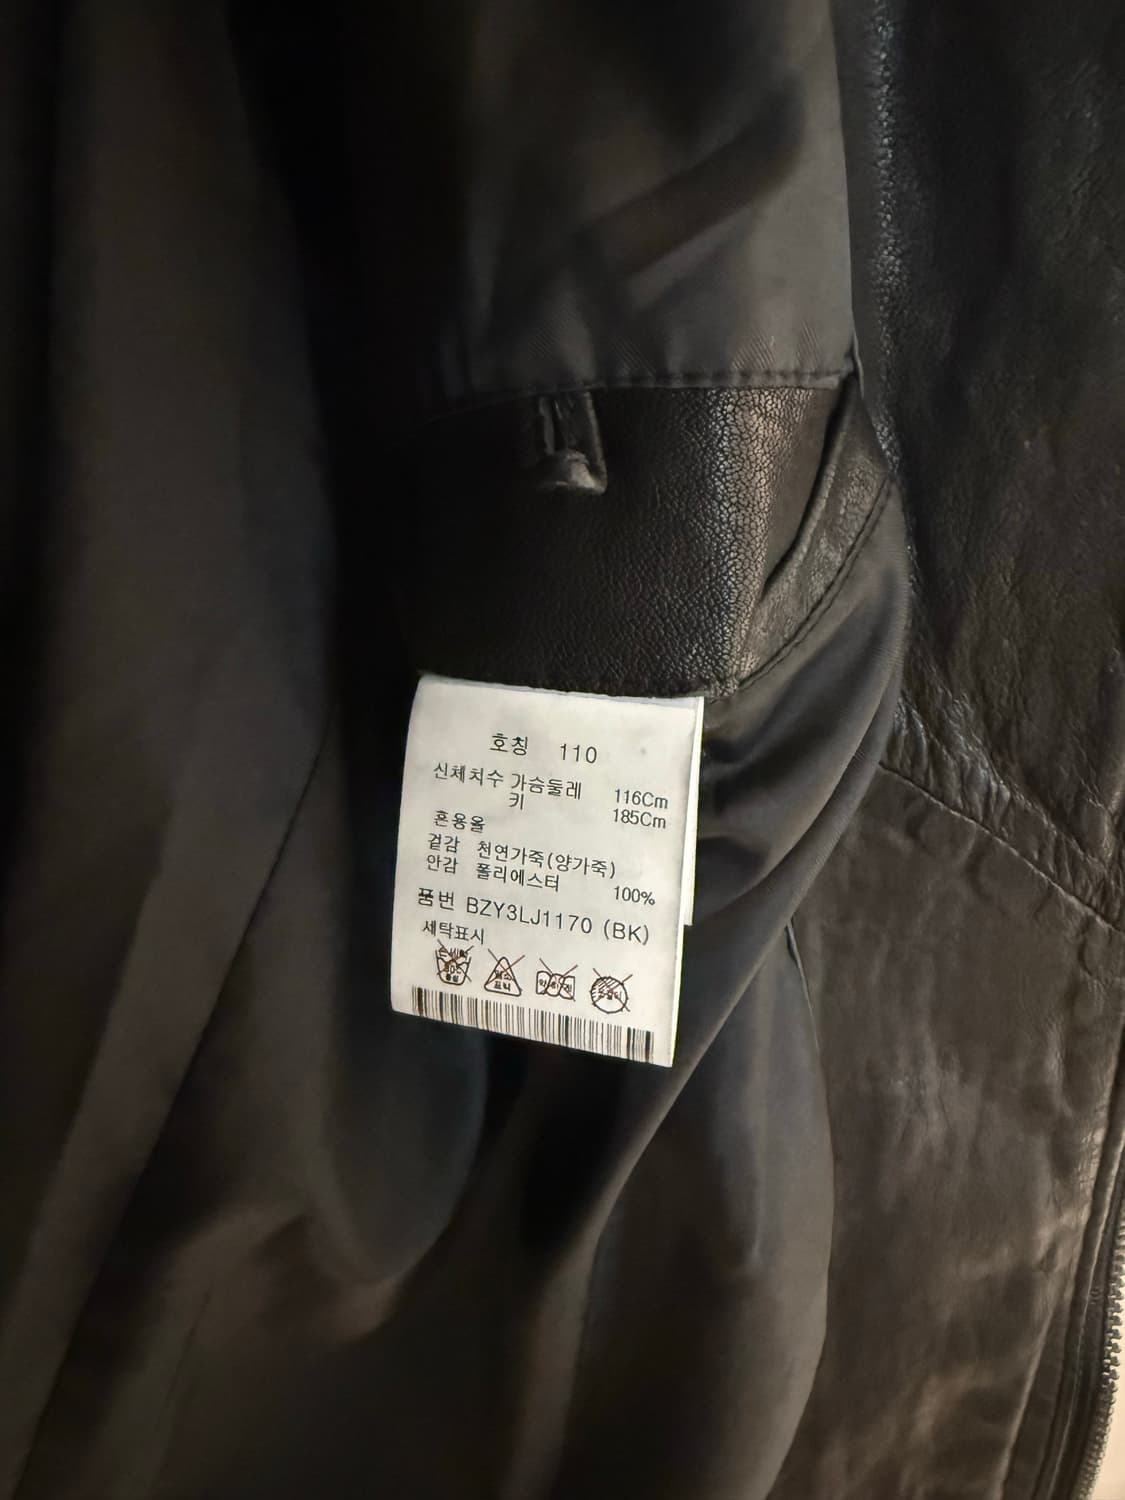 호칭 110
신체치수 가슴둘레 116Cm
키 185Cm
혼용율
겉감 천연가죽(양가죽)
안감 폴리에스터 100%
품번 BZY3LJ1170 (BK)
세탁표시